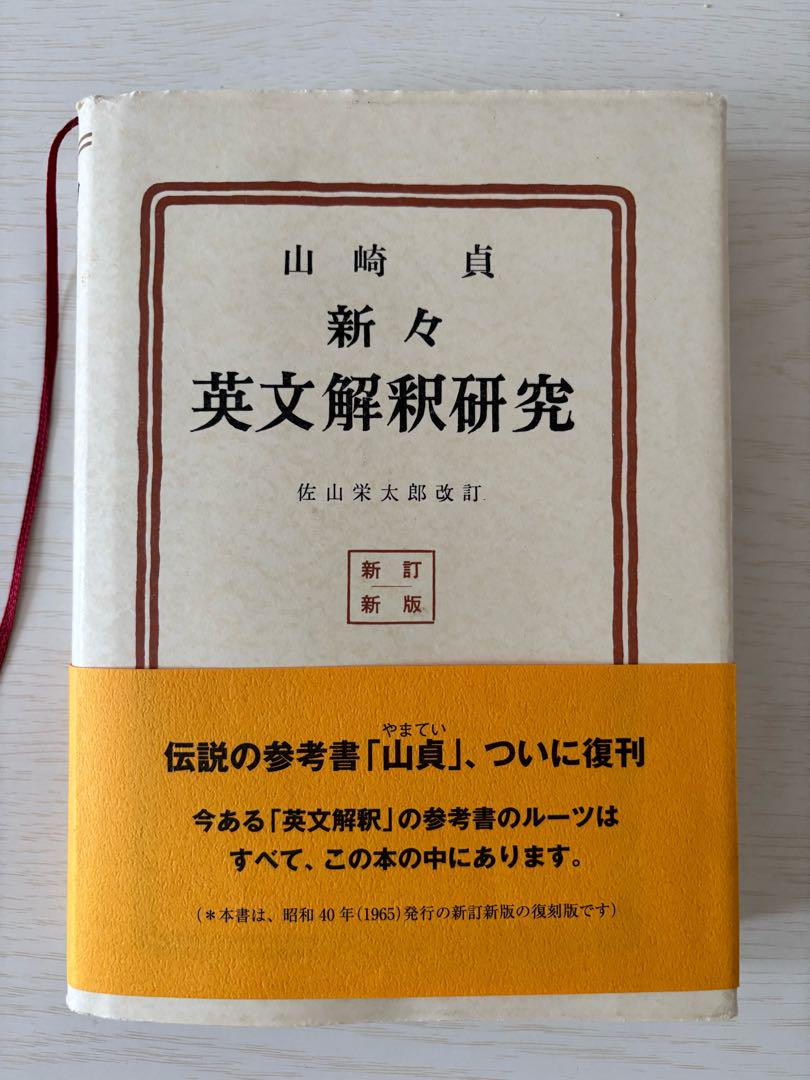 山崎 貞
新々
英文解釈研究
佐山栄太郎改訂
新訂
新版
やまてい
伝説の参考書「山貞」、ついに復刊
今ある「英文解釈」の参考書のルーツは
すべて、この本の中にあります。
(*本書は、昭和40年(1965)発行の新訂新版の復刻版です)